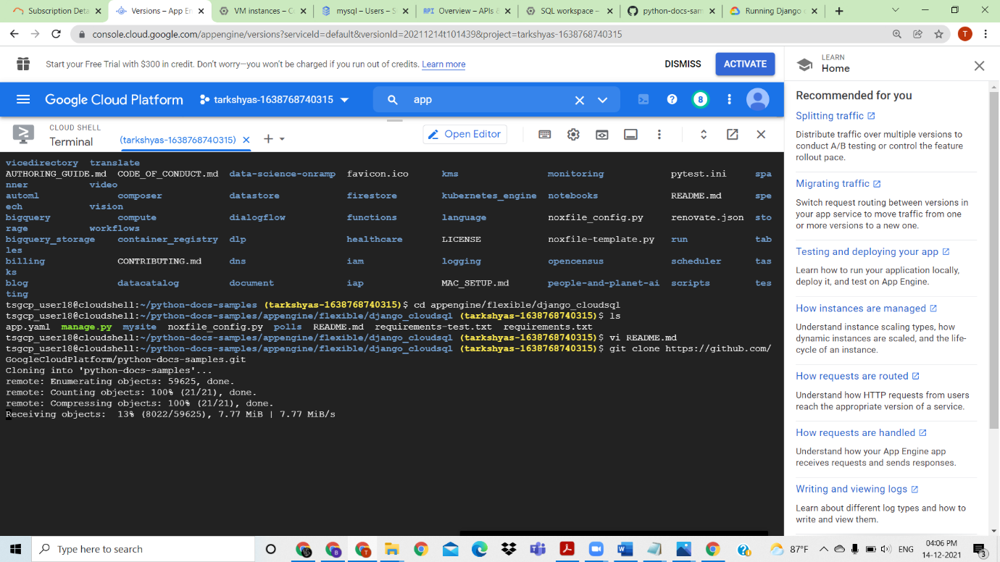 Subscription Deta
Versions – App En
VM instances – C
mysql – Users – S
API Overview – APIs &
SQL workspace –
python-docs-sam
Running Django
console.cloud.google.com/appengine/versions?serviceId=default&versionId=20211214t101439&project=tarkshyas-1638768740315
T
Start your Free Trial with $300 in credit. Don't worry—you won't be charged if you run out of credits. Learn more
DISMISS
ACTIVATE
Google Cloud Platform
tarkshyas-1638768740315
app
8
CLOUD SHELL
Terminal
(tarkshyas-1638768740315)
Open Editor
vicedirectory translate
AUTHORING_GUIDE.md CODE_OF_CONDUCT.md data-science-onramp favicon.ico kms monitoring pytest.ini spa
nner video
automl composer datastore firestore kubernetes_engine notebooks README.md spe
ech vision
bigquery compute dialogflow functions language noxfile_config.py renovate.json sto
rage workflows
bigquery_storage container_registry dlp healthcare LICENSE noxfile-template.py run tab
les
billing CONTRIBUTING.md dns iam logging opencensus scheduler tas
ks
blog datacatalog document iap MAC_SETUP.md people-and-planet-ai scripts tes
ting
tsgcp_user18@cloudshell:~/python-docs-samples (tarkshyas-1638768740315)$ cd appengine/flexible/django_cloudsql
tsgcp_user18@cloudshell:~/python-docs-samples/appengine/flexible/django_cloudsql (tarkshyas-1638768740315)$ ls
app.yaml manage.py mysite noxfile_config.py polls README.md requirements-test.txt requirements.txt
tsgcp_user18@cloudshell:~/python-docs-samples/appengine/flexible/django_cloudsql (tarkshyas-1638768740315)$ vi README.md
tsgcp_user18@cloudshell:~/python-docs-samples/appengine/flexible/django_cloudsql (tarkshyas-1638768740315)$ git clone https://github.com/
GoogleCloudPlatform/python-docs-samples.git
Cloning into 'python-docs-samples'...
remote: Enumerating objects: 59625, done.
remote: Counting objects: 100% (21/21), done.
remote: Compressing objects: 100% (21/21), done.
Receiving objects: 13% (8022/59625), 7.77 MiB | 7.77 MiB/s
LEARN
Home
Recommended for you
Splitting traffic
Distribute traffic over multiple versions to
conduct A/B testing or control the feature
rollout pace.
Migrating traffic
Switch request routing between versions in
your app service to move traffic from one
or more versions to a new one.
Testing and deploying your app
Learn how to run your application locally,
deploy it, and test on App Engine.
How instances are managed
Understand instance scaling types, how
dynamic instances are scaled, and the life-
cycle of an instance.
How requests are routed
Understand how HTTP requests from users
reach the appropriate version of a service.
How requests are handled
Understand how your App Engine app
receives requests and sends responses.
Writing and viewing logs
Learn about different log types and how to
write and view them.
Type here to search
87°F
ENG
04:06 PM
14-12-2021
3